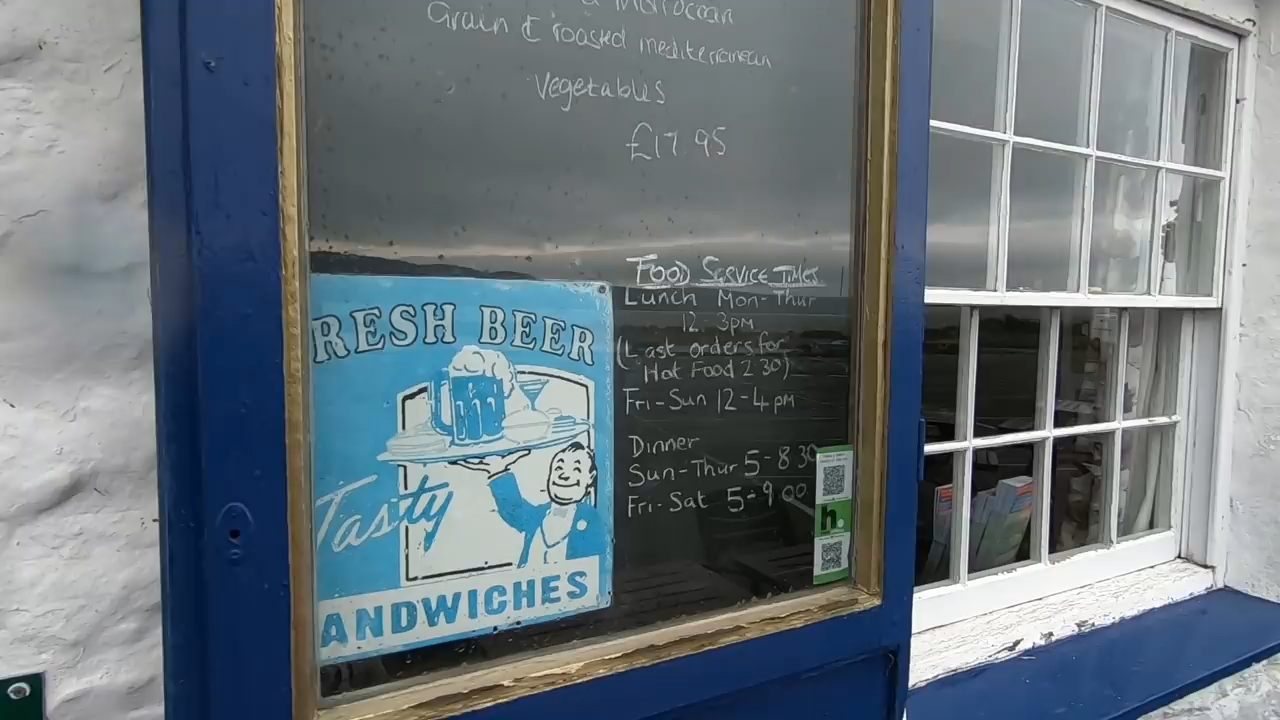 a Moroccan
Grain & roasted mediterranean
Vegetables
£17.95
FOOD SERVICE TIMES
LUNCH MON-THUR
12-3PM
(Last orders for
Hot Food 2 30)
Fri-Sun 12-4PM
Dinner
Sun-Thur 5-8 30
Fri-Sat 5-9 00
RESH BEER
Tasty
ANDWICHES
h.